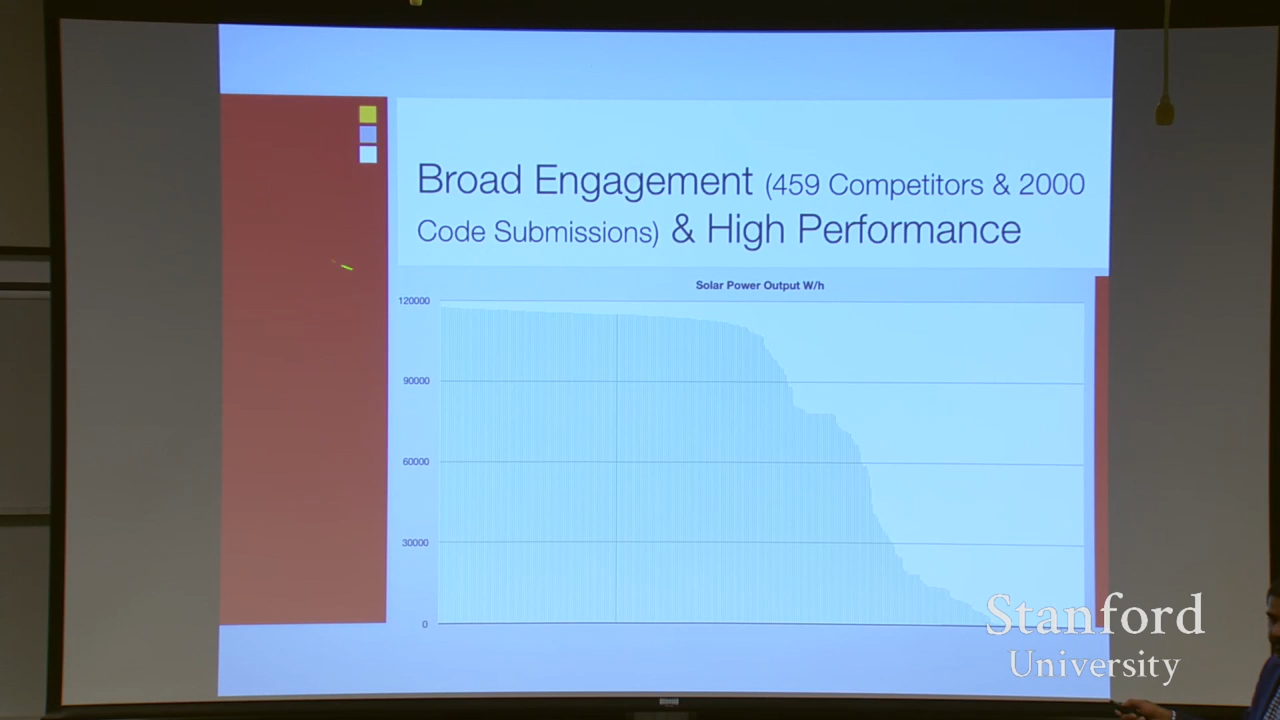 Broad Engagement (459 Competitors & 2000
Code Submissions) & High Performance
Solar Power Output W/h
120000
90000
60000
30000
0
Stanford
University